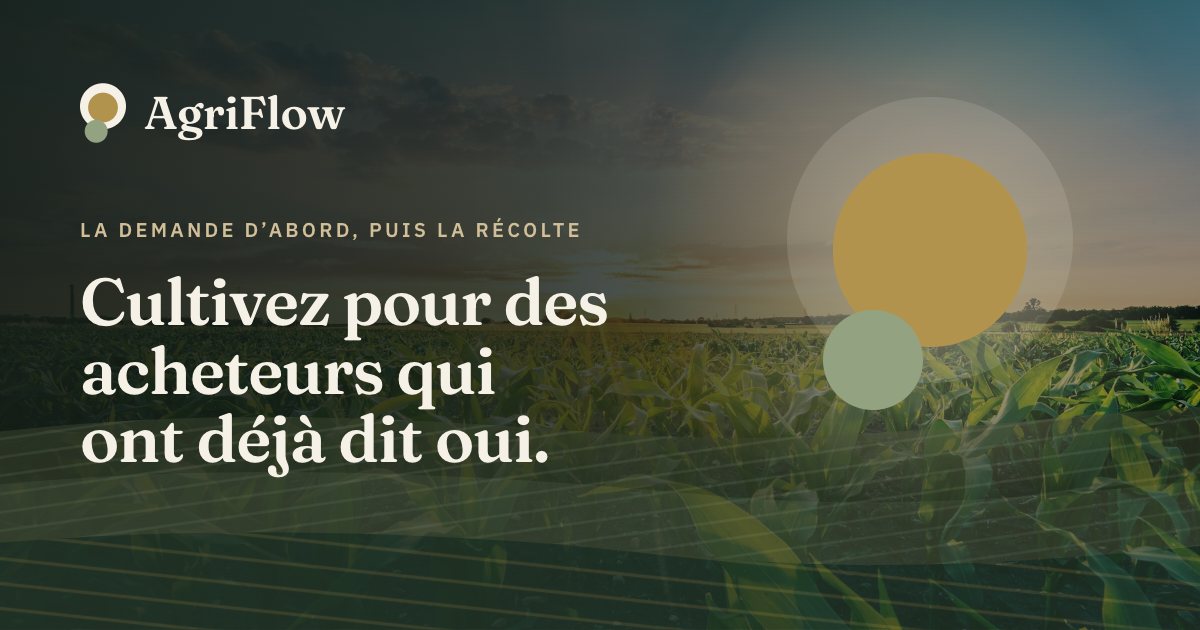 AgriFlow
LA DEMANDE D’ABORD, PUIS LA RÉCOLTE
Cultivez pour des
acheteurs qui
ont déjà dit oui.